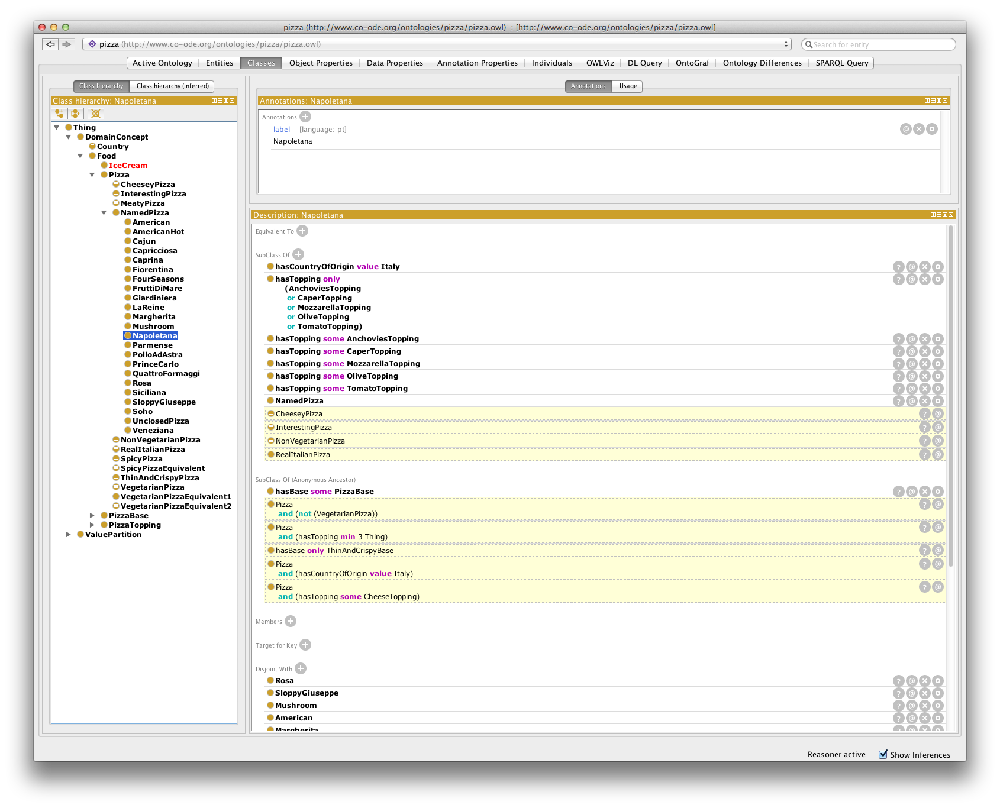 pizza (http://www.co-ode.org/ontologies/pizza/pizza.owl) : [http://www.co-ode.org/ontologies/pizza/pizza.owl]
pizza (http://www.co-ode.org/ontologies/pizza/pizza.owl)
Search for entity
Active Ontology Entities Classes Object Properties Data Properties Annotation Properties Individuals OWLViz DL Query OntoGraf Ontology Differences SPARQL Query
Class hierarchy Class hierarchy (inferred)
Class hierarchy: Napoletana
Thing
DomainConcept
Country
Food
IceCream
Pizza
CheeseyPizza
InterestingPizza
MeatyPizza
NamedPizza
American
AmericanHot
Cajun
Capricciosa
Caprina
Fiorentina
FourSeasons
FruttiDiMare
Giardiniera
LaReine
Margherita
Mushroom
Napoletana
Parmense
PolloAdAstra
PrinceCarlo
QuattroFormaggi
Rosa
Siciliana
SloppyGiuseppe
Soho
UnclosedPizza
Veneziana
NonVegetarianPizza
RealItalianPizza
SpicyPizza
SpicyPizzaEquivalent
ThinAndCrispyPizza
VegetarianPizza
VegetarianPizzaEquivalent1
VegetarianPizzaEquivalent2
PizzaBase
PizzaTopping
ValuePartition
Annotations Usage
Annotations: Napoletana
Annotations
label [language: pt]
Napoletana
Description: Napoletana
Equivalent To
SubClass Of
hasCountryOfOrigin value Italy
hasTopping only
(AnchoviesTopping
or CaperTopping
or MozzarellaTopping
or OliveTopping
or TomatoTopping)
hasTopping some AnchoviesTopping
hasTopping some CaperTopping
hasTopping some MozzarellaTopping
hasTopping some OliveTopping
hasTopping some TomatoTopping
NamedPizza
CheeseyPizza
InterestingPizza
NonVegetarianPizza
RealItalianPizza
SubClass Of (Anonymous Ancestor)
hasBase some PizzaBase
Pizza
and (not (VegetarianPizza))
Pizza
and (hasTopping min 3 Thing)
hasBase only ThinAndCrispyBase
Pizza
and (hasCountryOfOrigin value Italy)
Pizza
and (hasTopping some CheeseTopping)
Members
Target for Key
Disjoint With
Rosa
SloppyGiuseppe
Mushroom
American
Margherita
Reasoner active Show Inferences